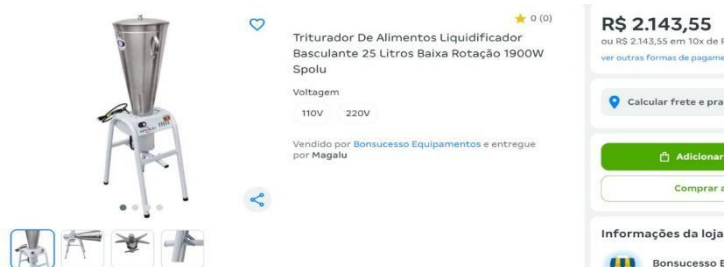 0 (0)
Triturador De Alimentos Liquidificador
Basculante 25 Litros Baixa Rotação 1900W
Spolu
Voltagem
110V 220V
Vendido por Bonsucesso Equipamentos e entregue
por Magalu
R$ 2.143,55
ou R$ 2.143,55 em 10x de
ver outras formas de
Calcular frete e
Adicionar
Comprar
Informações da loja
Bonsucesso